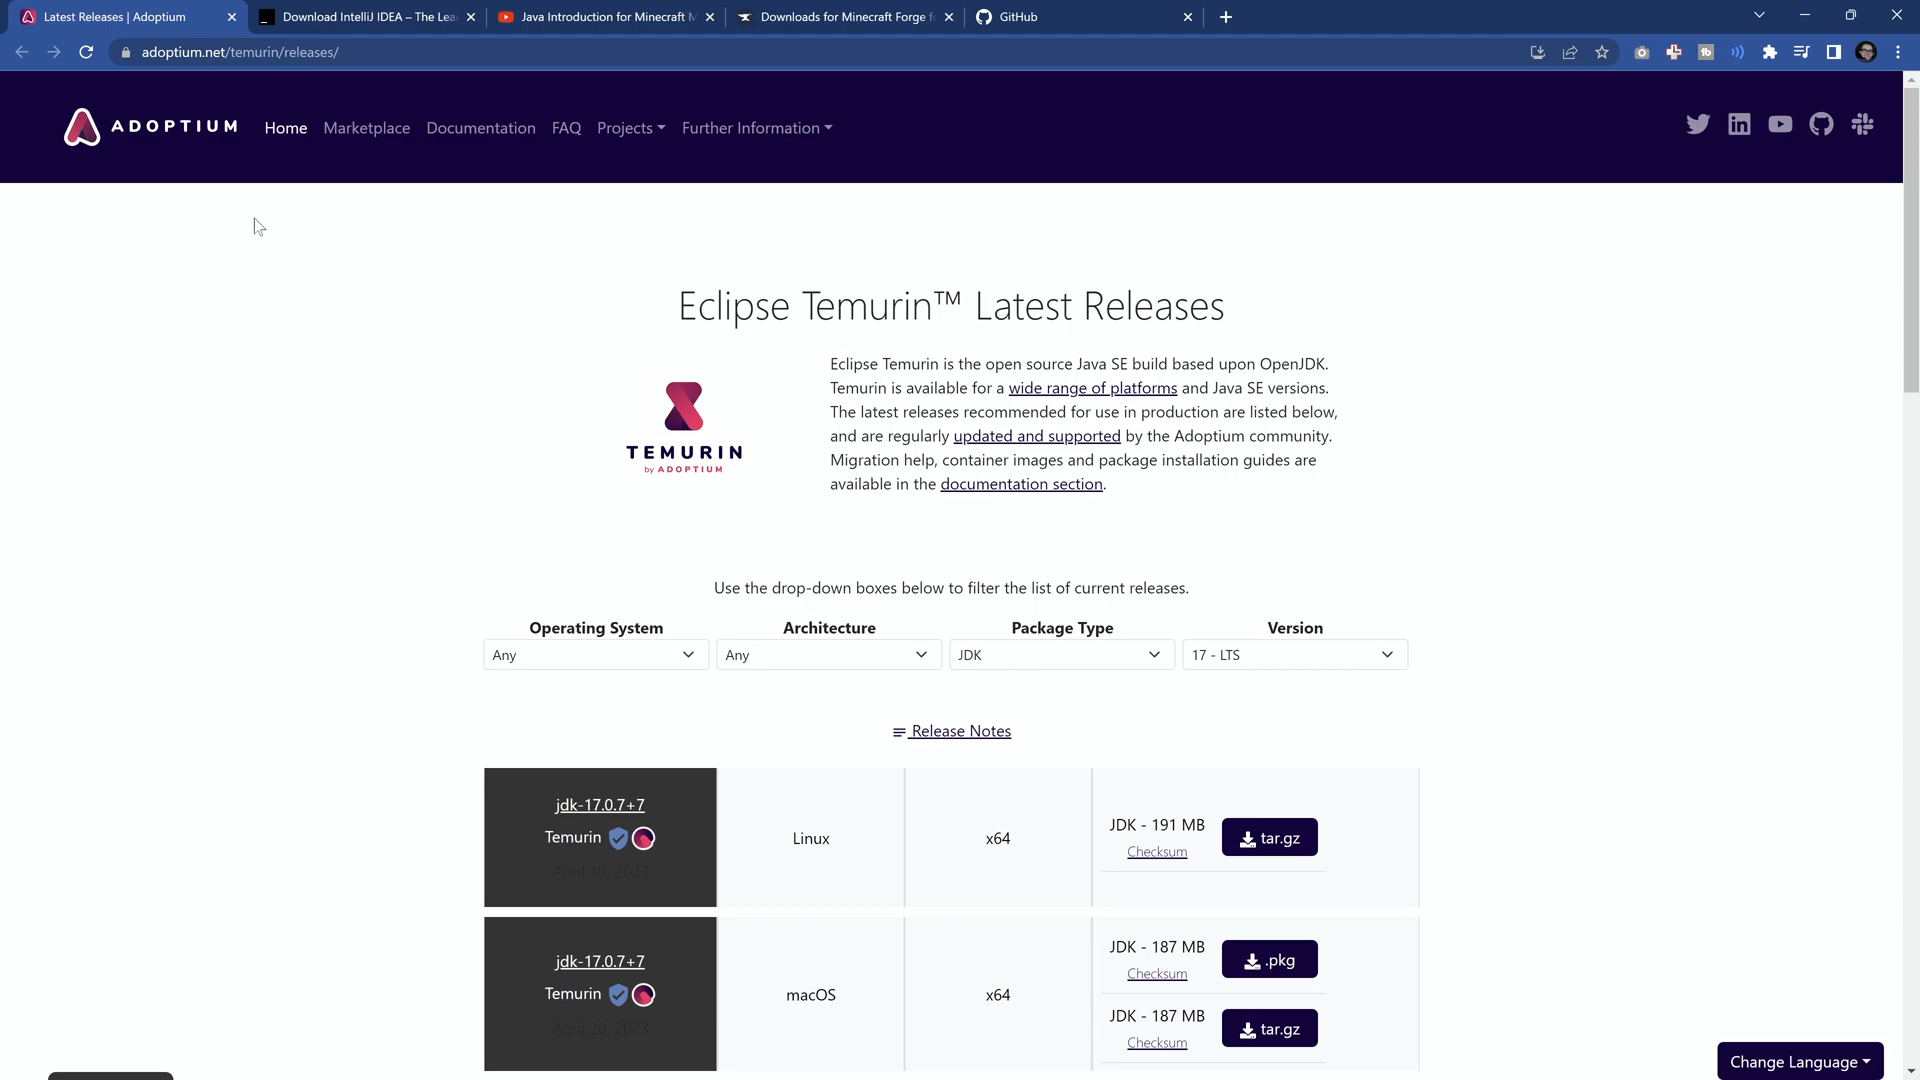 Latest Releases | Adoptium
Download IntelliJ IDEA – The Lea
Java Introduction for Minecraft M
Downloads for Minecraft Forge fo
GitHub
adoptium.net/temurin/releases/
ADOPTIUM
Home
Marketplace
Documentation
FAQ
Projects
Further Information
Eclipse Temurin™ Latest Releases
TEMURIN
by ADOPTIUM
Eclipse Temurin is the open source Java SE build based upon OpenJDK.
Temurin is available for a wide range of platforms and Java SE versions.
The latest releases recommended for use in production are listed below,
and are regularly updated and supported by the Adoptium community.
Migration help, container images and package installation guides are
available in the documentation section.
Use the drop-down boxes below to filter the list of current releases.
Operating System
Architecture
Package Type
Version
Any
Any
JDK
17 - LTS
Release Notes
jdk-17.0.7+7
Temurin
April 19, 2023
Linux
x64
JDK - 191 MB
Checksum
tar.gz
jdk-17.0.7+7
Temurin
April 20, 2023
macOS
x64
JDK - 187 MB
Checksum
.pkg
JDK - 187 MB
Checksum
tar.gz
Change Language